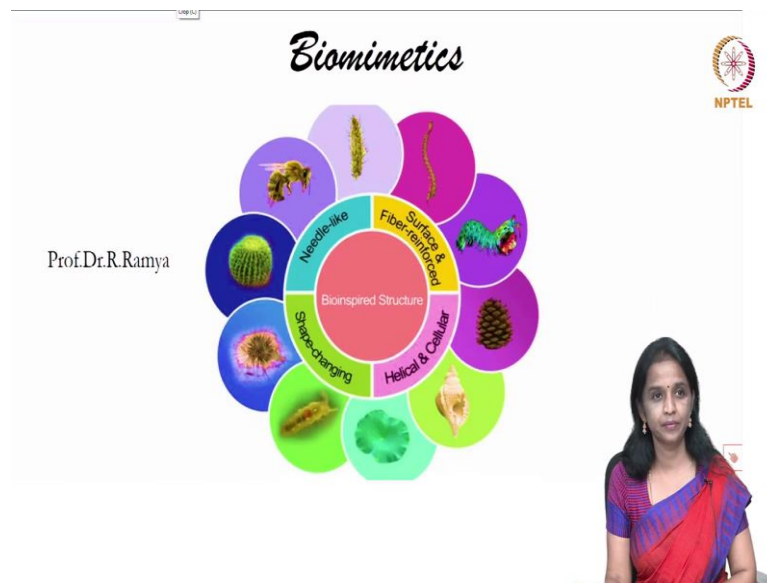 Biomimetics
NPTEL
Needle-like
Surface &
Fiber-reinforced
Prof.Dr.R.Ramya
Bioinspired Structure
Shape-changing
Helical & Cellular